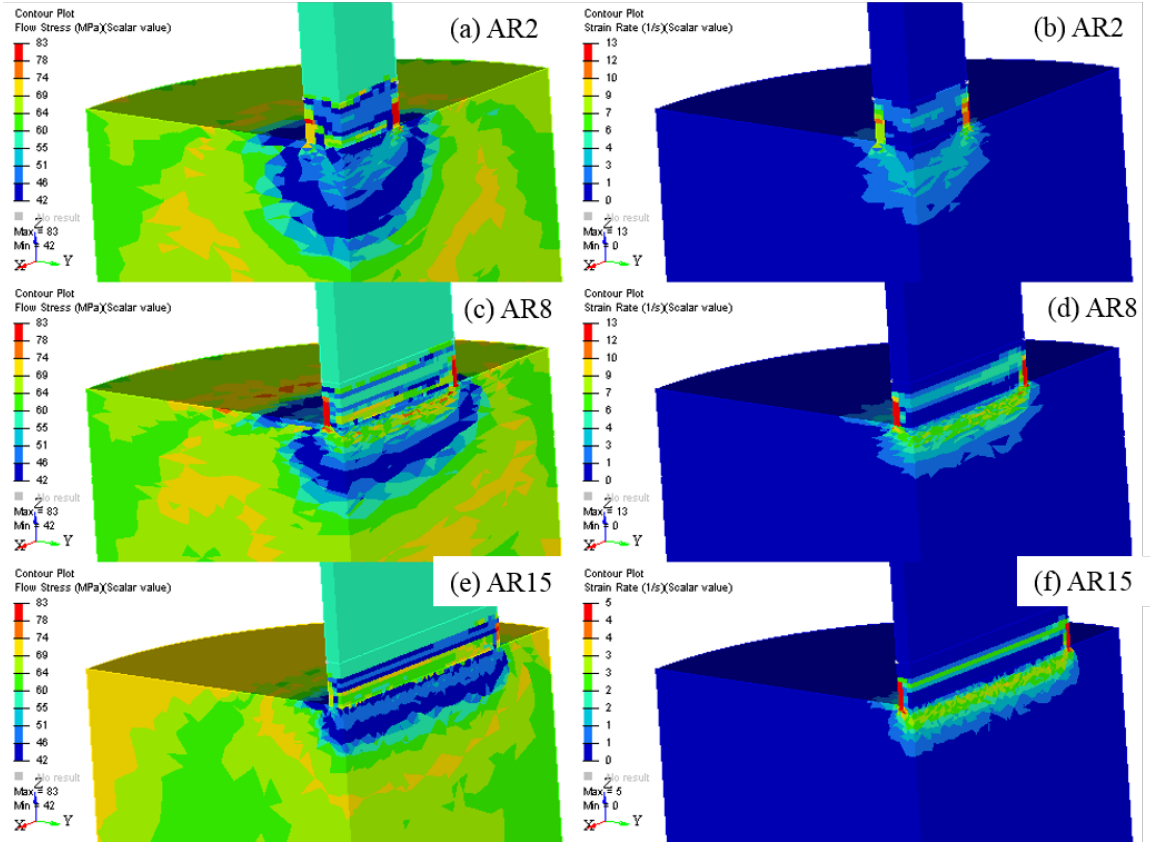 Contour Plot
Flow Stress (MPa)(Scalar value)
83
78
74
69
64
60
55
51
46
42
No result
Max = 83
Min = 42
Z
X
Y
(a) AR2
Contour Plot
Strain Rate (1/s)(Scalar value)
13
12
10
9
7
6
4
3
1
0
No result
Max = 13
Min = 0
Z
X
Y
(b) AR2
Contour Plot
Flow Stress (MPa)(Scalar value)
83
78
74
69
64
60
55
51
46
42
No result
Max = 83
Min = 42
Z
X
Y
(c) AR8
Contour Plot
Strain Rate (1/s)(Scalar value)
13
12
10
9
7
6
4
3
1
0
No result
Max = 13
Min = 0
Z
X
Y
(d) AR8
Contour Plot
Flow Stress (MPa)(Scalar value)
83
78
74
69
64
60
55
51
46
42
No result
Max = 83
Min = 42
Z
X
Y
(e) AR15
Contour Plot
Strain Rate (1/s)(Scalar value)
5
4
4
3
3
2
2
1
1
0
No result
Max = 5
Min = 0
Z
X
Y
(f) AR15